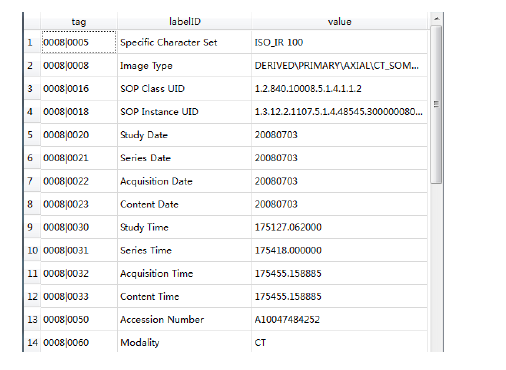 tag labelID value
1 0008|0005 Specific Character Set ISO_IR 100
2 0008|0008 Image Type DERIVED\PRIMARY\AXIAL\CT_SOM...
3 0008|0016 SOP Class UID 1.2.840.10008.5.1.4.1.1.2
4 0008|0018 SOP Instance UID 1.3.12.2.1107.5.1.4.48545.300000080...
5 0008|0020 Study Date 20080703
6 0008|0021 Series Date 20080703
7 0008|0022 Acquisition Date 20080703
8 0008|0023 Content Date 20080703
9 0008|0030 Study Time 175127.062000
10 0008|0031 Series Time 175418.000000
11 0008|0032 Acquisition Time 175455.158885
12 0008|0033 Content Time 175455.158885
13 0008|0050 Accession Number A10047484252
14 0008|0060 Modality CT